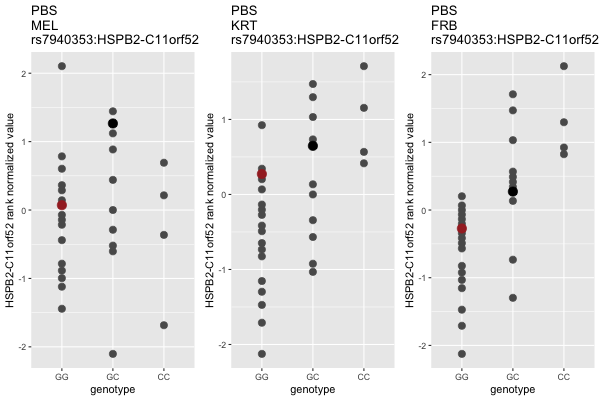 PBS
MEL
rs7940353:HSPB2-C11orf52
HSPB2-C11orf52 rank normalized value
2
1
0
-1
-2
GG
GC
CC
genotype
PBS
KRT
rs7940353:HSPB2-C11orf52
HSPB2-C11orf52 rank normalized value
1
0
-1
-2
GG
GC
CC
genotype
PBS
FRB
rs7940353:HSPB2-C11orf52
HSPB2-C11orf52 rank normalized value
2
1
0
-1
-2
GG
GC
CC
genotype